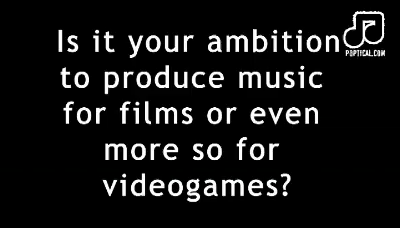 Is it your ambition
POPTICAL.COM
to produce music
for films or even
more so for
videogames?